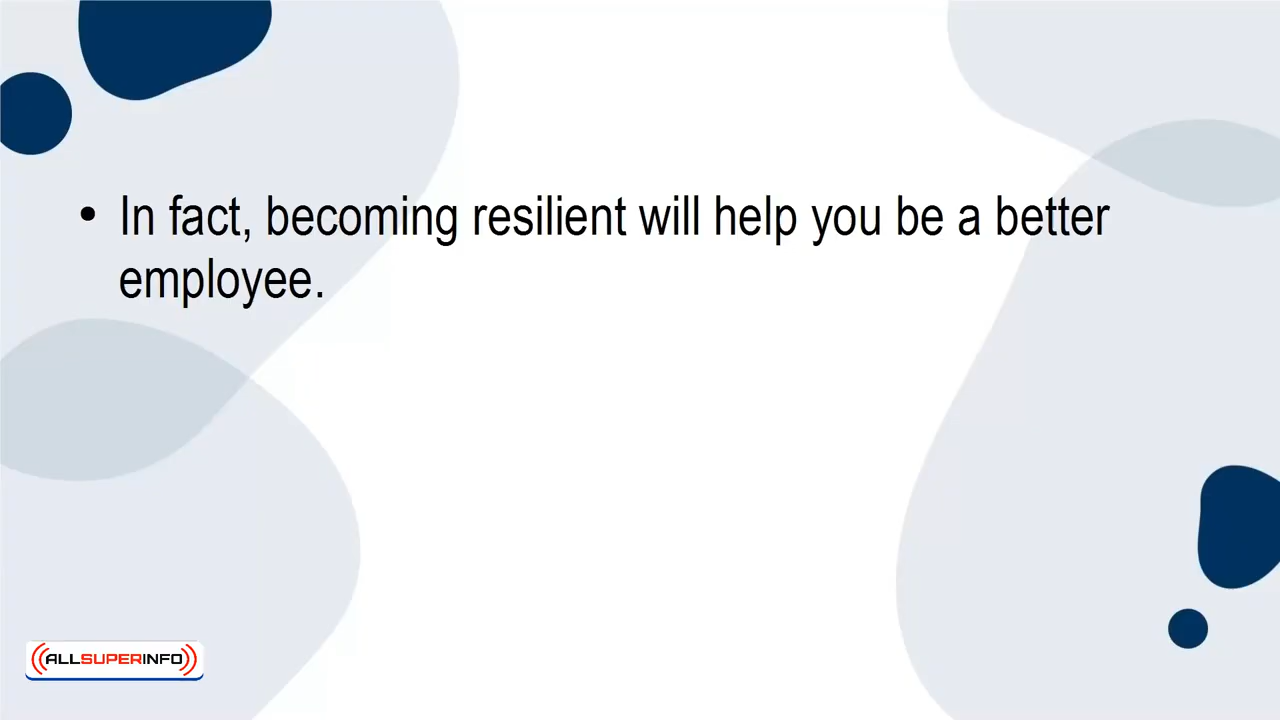 • In fact, becoming resilient will help you be a better
employee.
ALLSUPERINFO